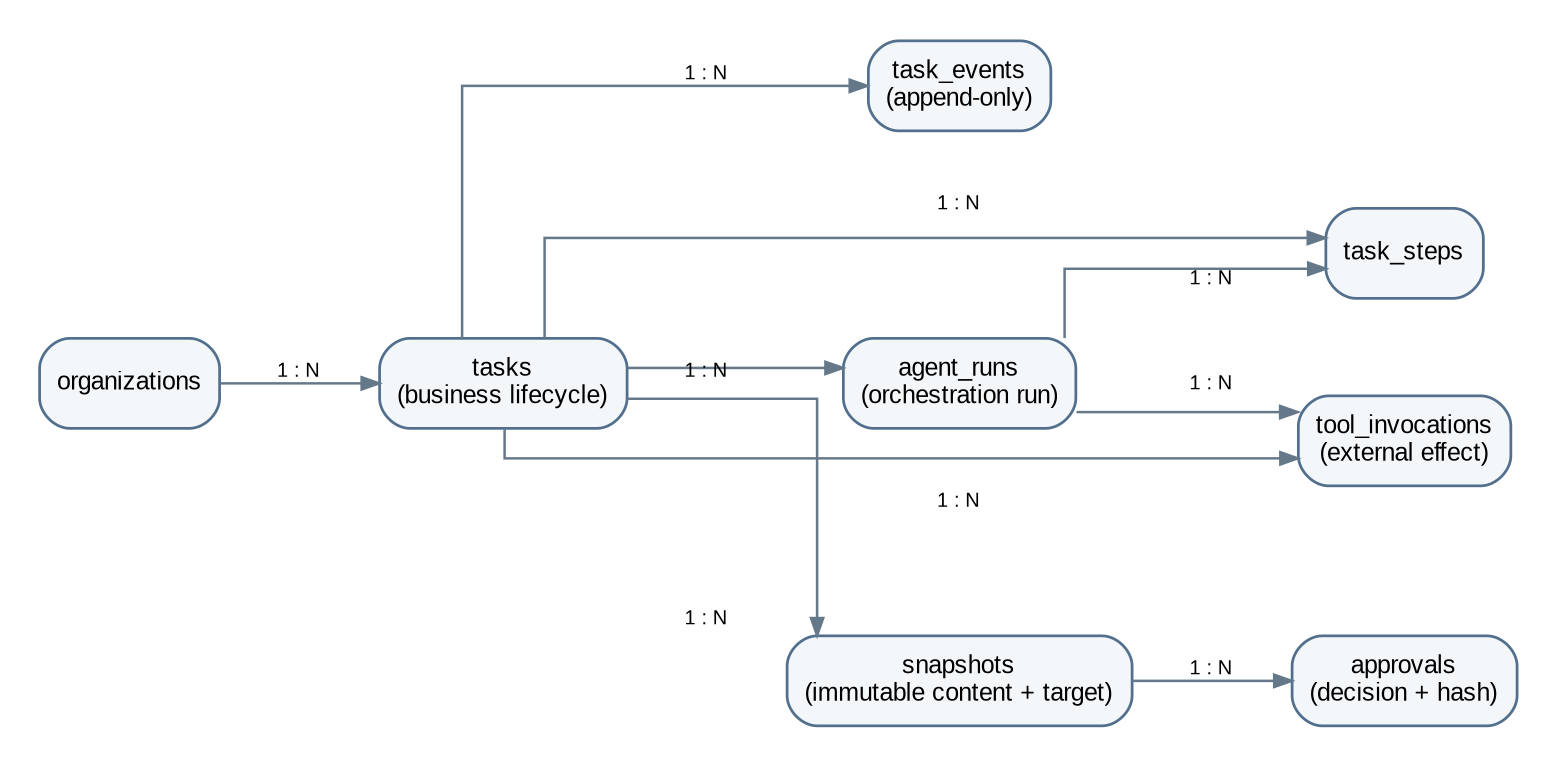 1 : N
task_events
(append-only)
1 : N
task_steps
1 : N
organizations
1 : N
tasks
(business lifecycle)
1 : N
agent_runs
(orchestration run)
1 : N
tool_invocations
(external effect)
1 : N
1 : N
snapshots
(immutable content + target)
1 : N
approvals
(decision + hash)